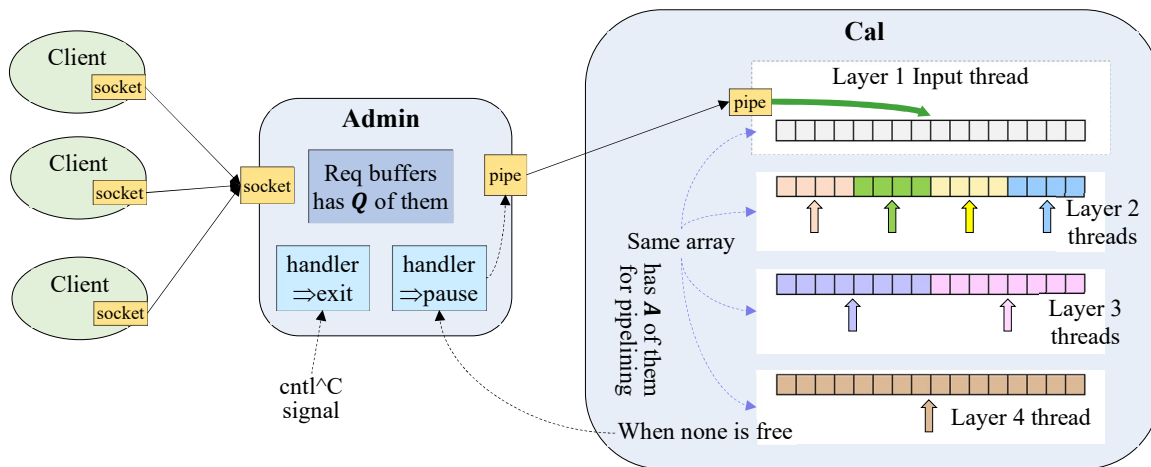 Client
socket
Client
socket
Client
socket
Admin
socket
Req buffers
has Q of them
pipe
handler
⇒exit
handler
⇒pause
cntl^C
signal
Cal
Layer 1 Input thread
pipe
Layer 2
threads
Same array
has A of them
for pipelining
Layer 3
threads
Layer 4 thread
When none is free